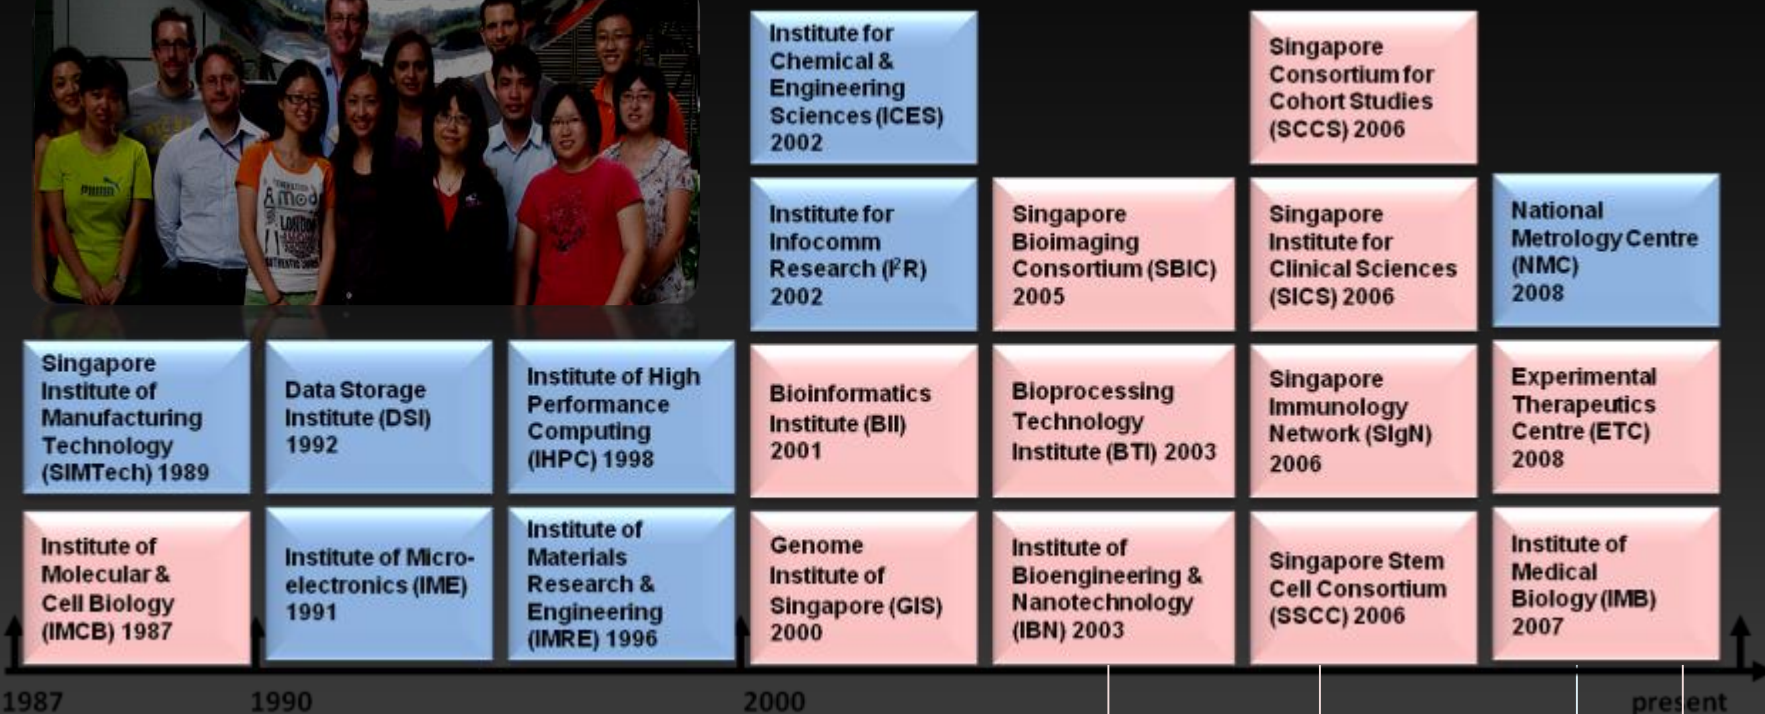 PUMA
mod
LONDON
Institute for
Chemical &
Engineering
Sciences (ICES)
2002
Singapore
Consortium for
Cohort Studies
(SCCS) 2006
Institute for
Infocomm
Research (I²R)
2002
Singapore
Bioimaging
Consortium (SBIC)
2005
Singapore
Institute for
Clinical Sciences
(SICS) 2006
National
Metrology Centre
(NMC)
2008
Singapore
Institute of
Manufacturing
Technology
(SIMTech) 1989
Data Storage
Institute (DSI)
1992
Institute of High
Performance
Computing
(IHPC) 1998
Bioinformatics
Institute (BII)
2001
Bioprocessing
Technology
Institute (BTI) 2003
Singapore
Immunology
Network (SIgN)
2006
Experimental
Therapeutics
Centre (ETC)
2008
Institute of
Molecular &
Cell Biology
(IMCB) 1987
Institute of Micro-
electronics (IME)
1991
Institute of
Materials
Research &
Engineering
(IMRE) 1996
Genome
Institute of
Singapore (GIS)
2000
Institute of
Bioengineering &
Nanotechnology
(IBN) 2003
Singapore Stem
Cell Consortium
(SSCC) 2006
Institute of
Medical
Biology (IMB)
2007
1987
1990
2000
present